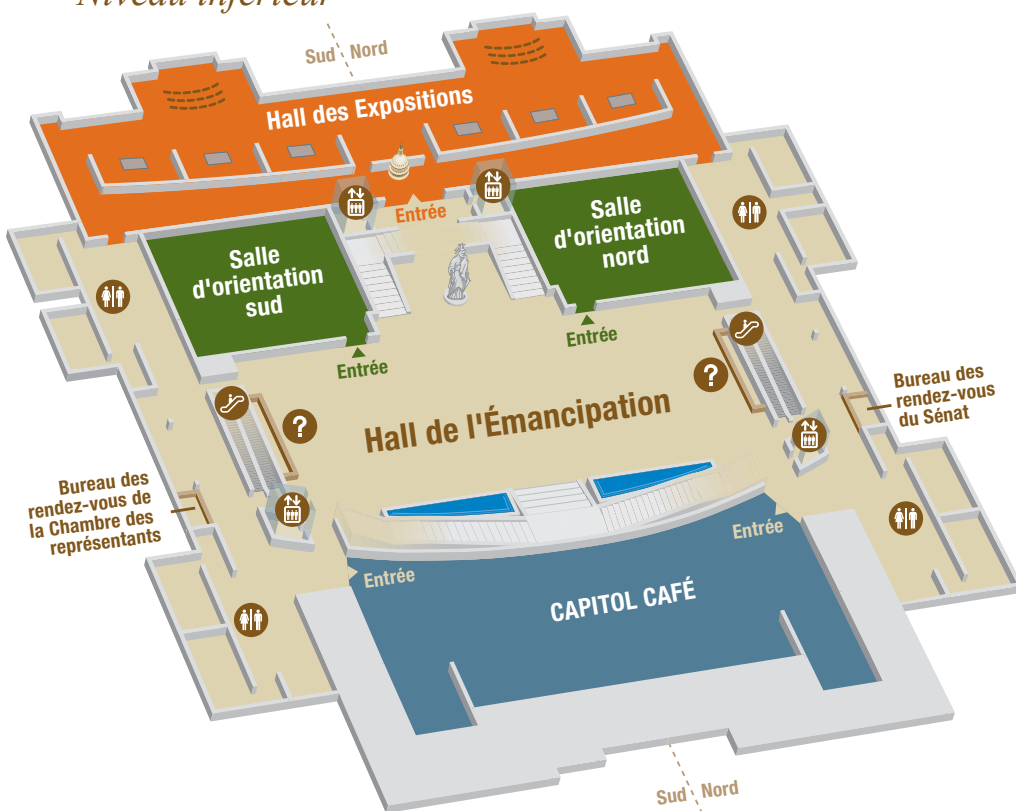 Niveau inférieur
Sud Nord
Hall des Expositions
Entrée
Salle
d'orientation
sud
Salle
d'orientation
nord
Entrée
Entrée
?
?
Hall de l'Émancipation
Bureau des
rendez-vous
du Sénat
Bureau des
rendez-vous de
la Chambre des
représentants
Entrée
Entrée
CAPITOL CAFÉ
Sud Nord